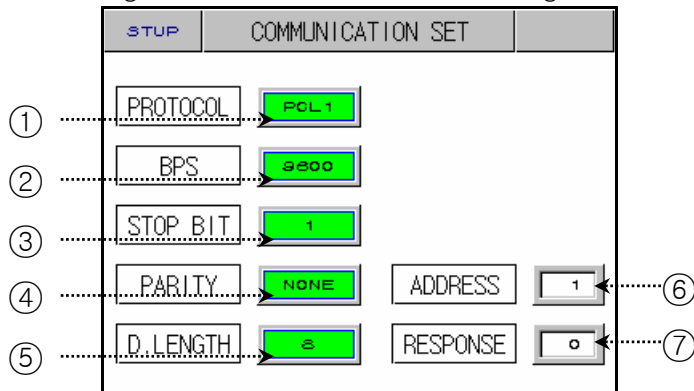 STUP COMMUNICATION SET
① PROTOCOL PCL1
② BPS 9600
③ STOP BIT 1
④ PARITY NONE ADDRESS 1 ⑥
⑤ D.LENGTH 8 RESPONSE 0 ⑦